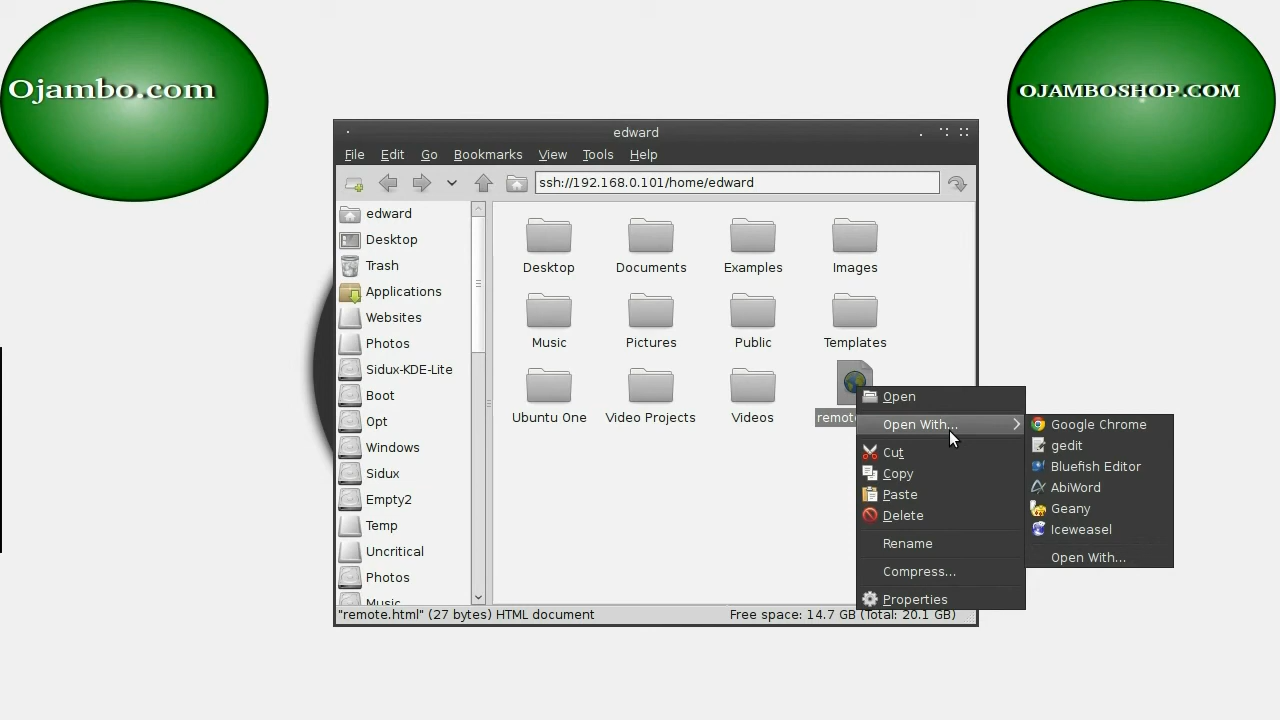 Ojambo.com
OJAMBOSHOP.COM
edward
File Edit Go Bookmarks View Tools Help
ssh://192.168.0.101/home/edward
edward
Desktop
Trash
Applications
Websites
Photos
Sidux-KDE-Lite
Boot
Opt
Windows
Sidux
Empty2
Temp
Uncritical
Photos
Music
Desktop Documents Examples Images
Music Pictures Public Templates
Ubuntu One Video Projects Videos remote
Open
Open With...
Cut
Copy
Paste
Delete
Rename
Compress...
Properties
Google Chrome
gedit
Bluefish Editor
AbiWord
Geany
Iceweasel
Open With...
"remote.html" (27 bytes) HTML document Free space: 14.7 GB (Total: 20.1 GB)